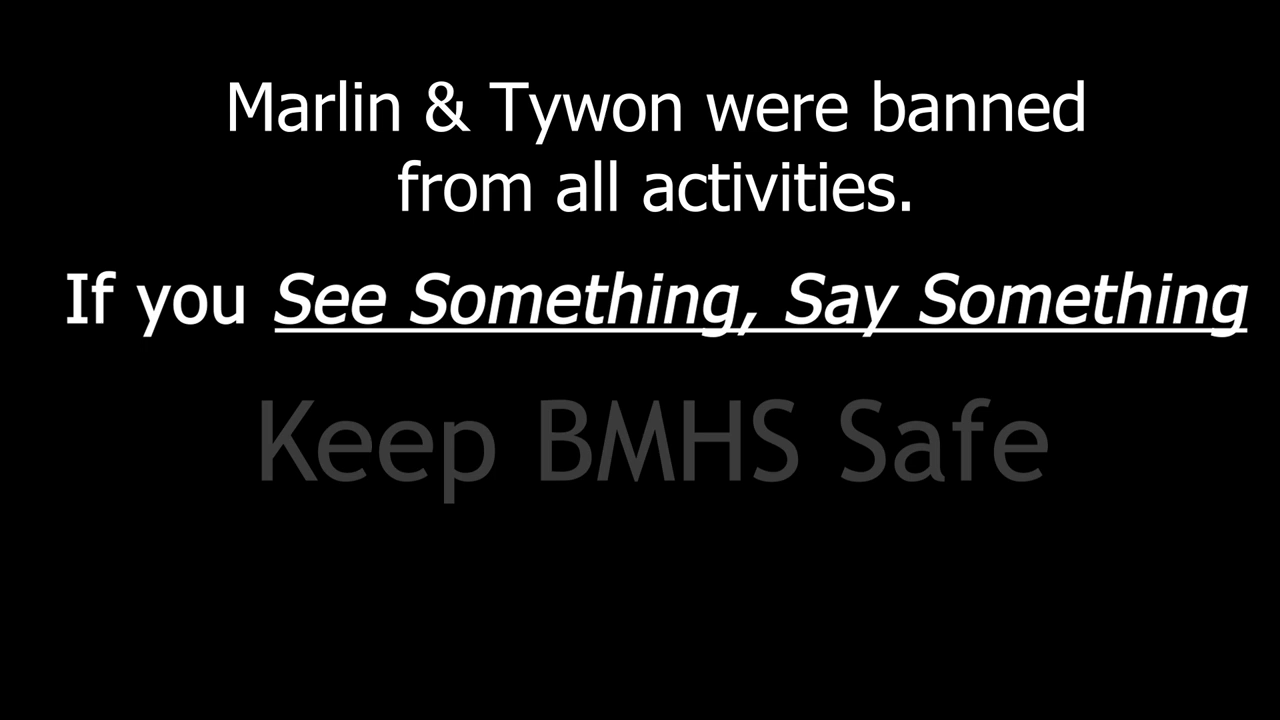 Marlin & Tywon were banned
from all activities.
If you See Something, Say Something
Keep BMHS Safe